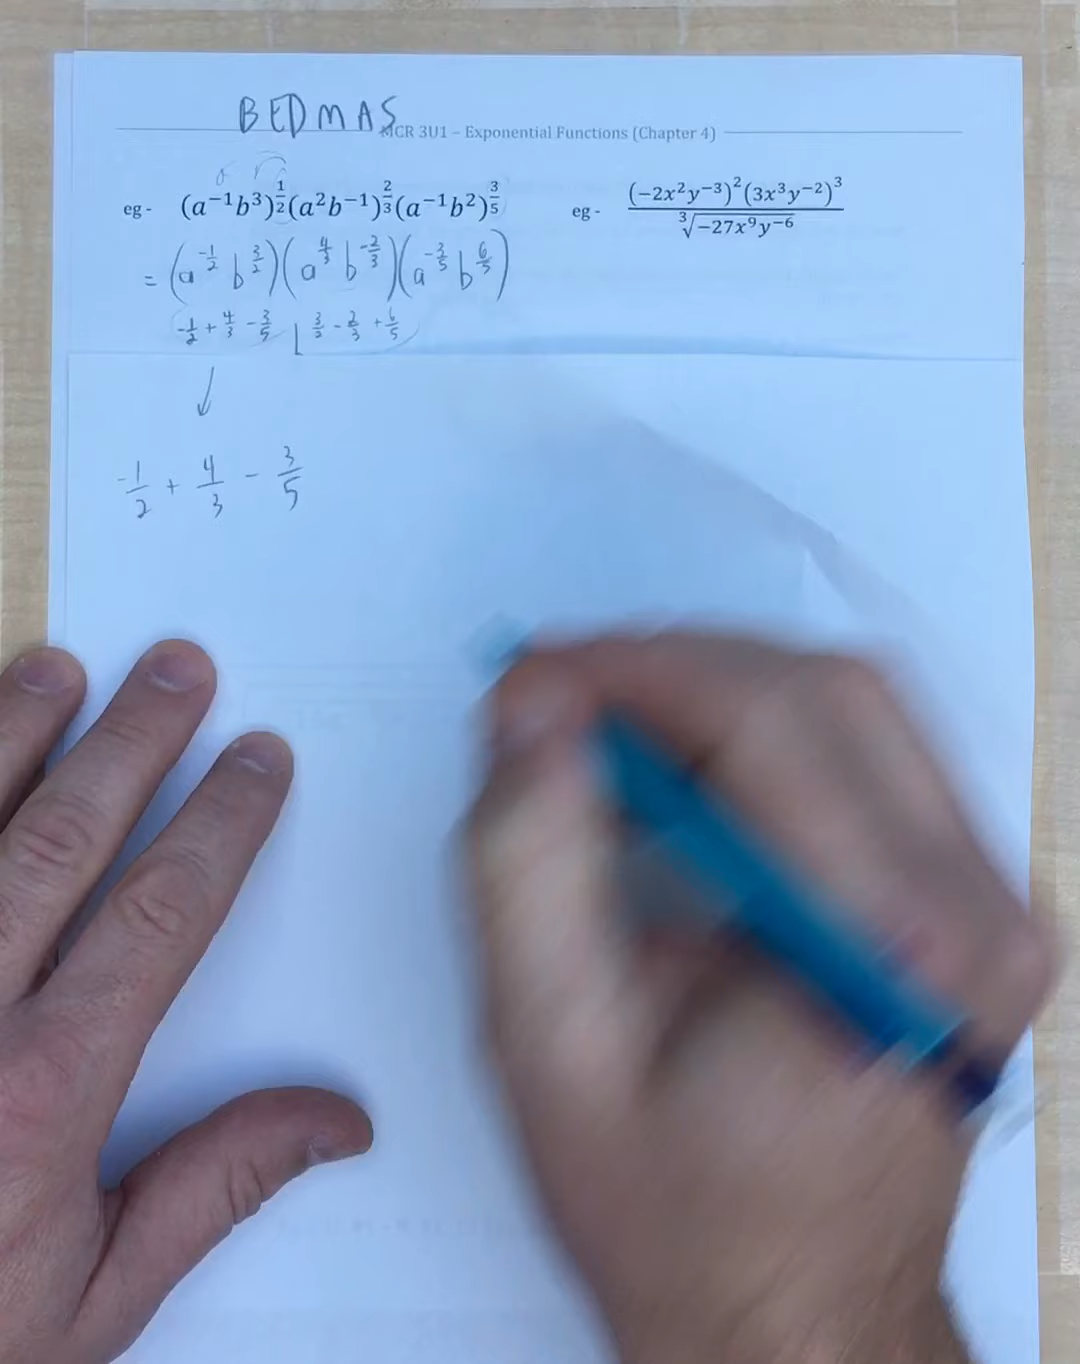 BEDMAS
MCR 3U1 – Exponential Functions (Chapter 4)
eg - (a⁻¹b³)^(1/2)(a²b⁻¹)^(2/3)(a⁻¹b²)^(3/5)
eg - (-2x²y⁻³)²(3x³y⁻²)³ / ∛(-27x⁹y⁻⁶)
= (a^(-1/2) b^(3/2))(a^(4/3) b^(-2/3))(a^(-3/5) b^(6/5))
-1/2 + 4/3 - 3/5 | 3/2 - 2/3 + 6/5
-1/2 + 4/3 - 3/5